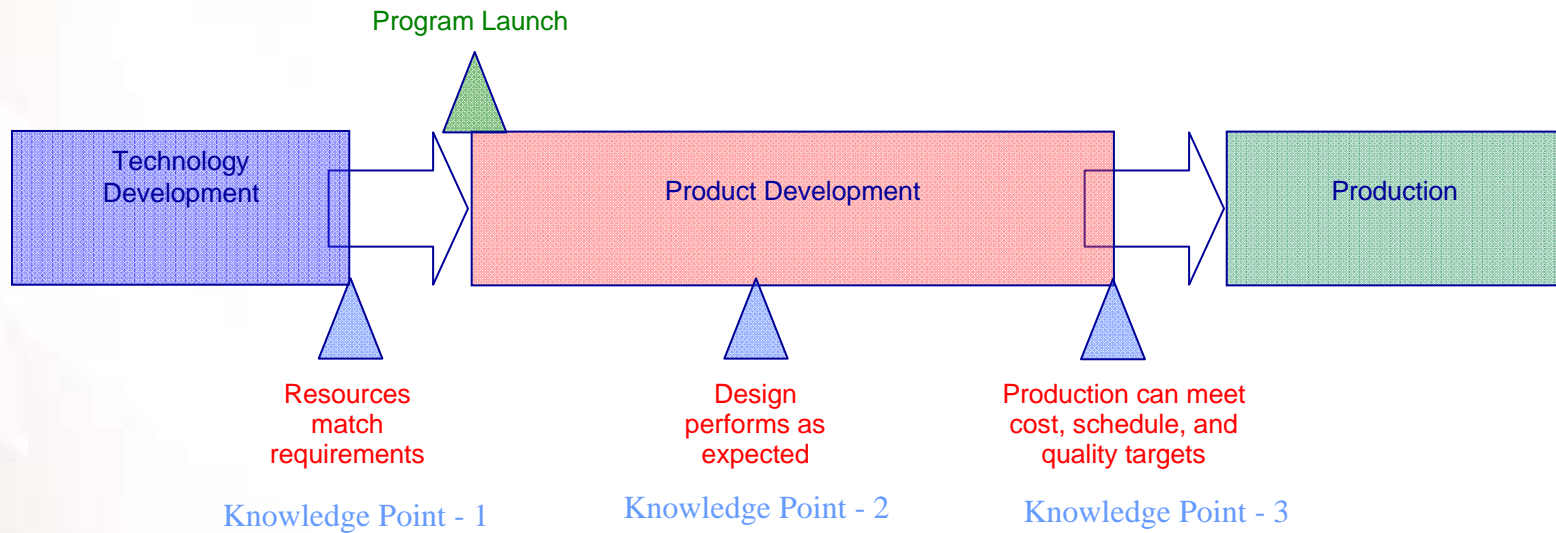 Program Launch
Technology
Development
Product Development
Production
Resources
match
requirements
Design
performs as
expected
Production can meet
cost, schedule, and
quality targets
Knowledge Point - 1
Knowledge Point - 2
Knowledge Point - 3